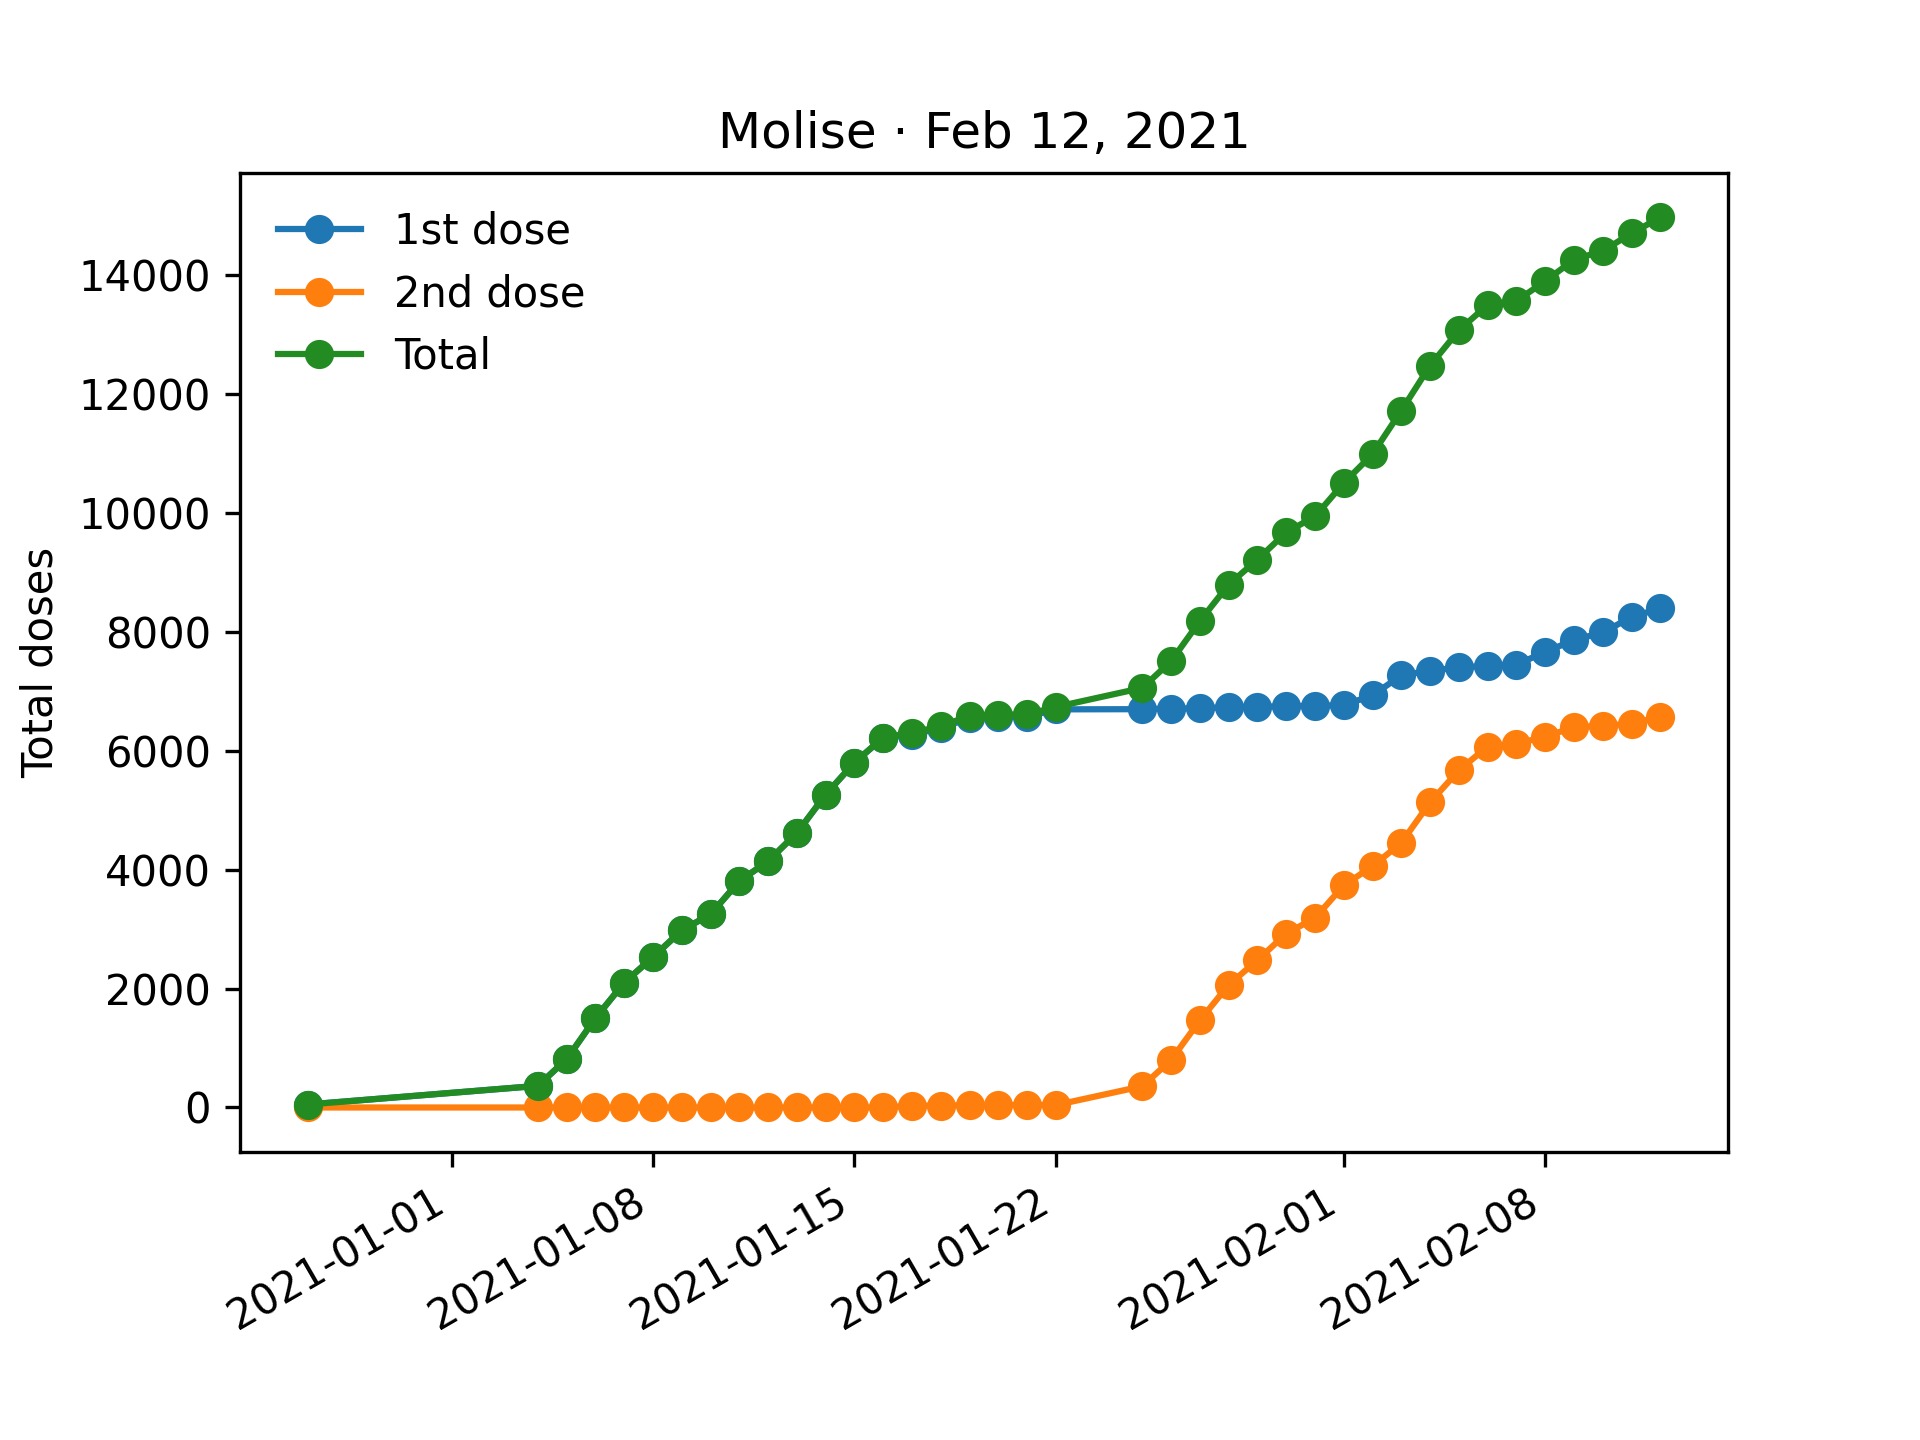 Molise · Feb 12, 2021
1st dose
2nd dose
Total
Total doses
14000
12000
10000
8000
6000
4000
2000
0
2021-01-01
2021-01-08
2021-01-15
2021-01-22
2021-02-01
2021-02-08